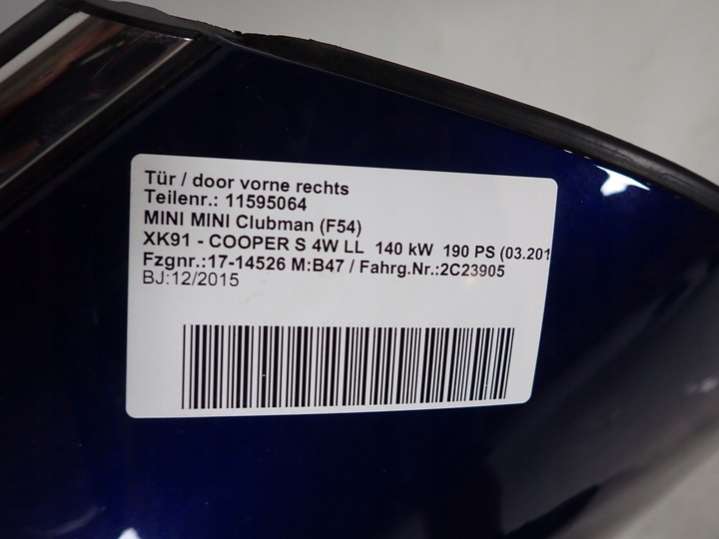 Tür / door vorne rechts
Teilenr.: 11595064
MINI MINI Clubman (F54)
XK91 - COOPER S 4W LL 140 kW 190 PS (03.201
Fzgnr.:17-14526 M:B47 / Fahrg.Nr.:2C23905
BJ:12/2015